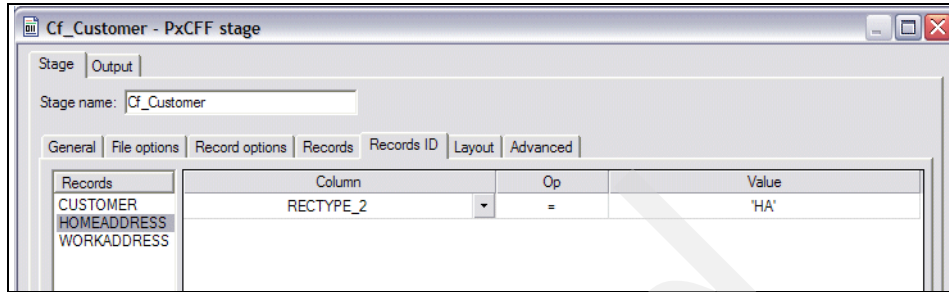 Cf_Customer - PxCFF stage
Stage Output
Stage name: Cf_Customer
General File options Record options Records Records ID Layout Advanced
Records Column Op Value
CUSTOMER RECTYPE_2 = 'HA'
HOMEADDRESS
WORKADDRESS